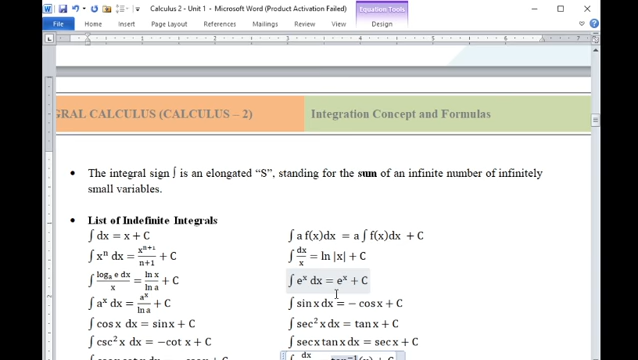 Calculus 2 - Unit 1 - Microsoft Word (Product Activation Failed)
Equation Tools
File Home Insert Page Layout References Mailings Review View Design
GRAL CALCULUS (CALCULUS – 2) Integration Concept and Formulas
• The integral sign ∫ is an elongated “S”, standing for the sum of an infinite number of infinitely
small variables.
• List of Indefinite Integrals
∫ dx = x + C ∫ a f(x)dx = a ∫ f(x)dx + C
∫ xⁿ dx = xⁿ⁺¹/n+1 + C ∫ dx/x = ln |x| + C
∫ logₐ e dx/x = ln x/ln a + C ∫ eˣ dx = eˣ + C
∫ aˣ dx = aˣ/ln a + C ∫ sin x dx = − cos x + C
∫ cos x dx = sin x + C ∫ sec² x dx = tan x + C
∫ csc² x dx = −cot x + C ∫ sec x tan x dx = sec x + C